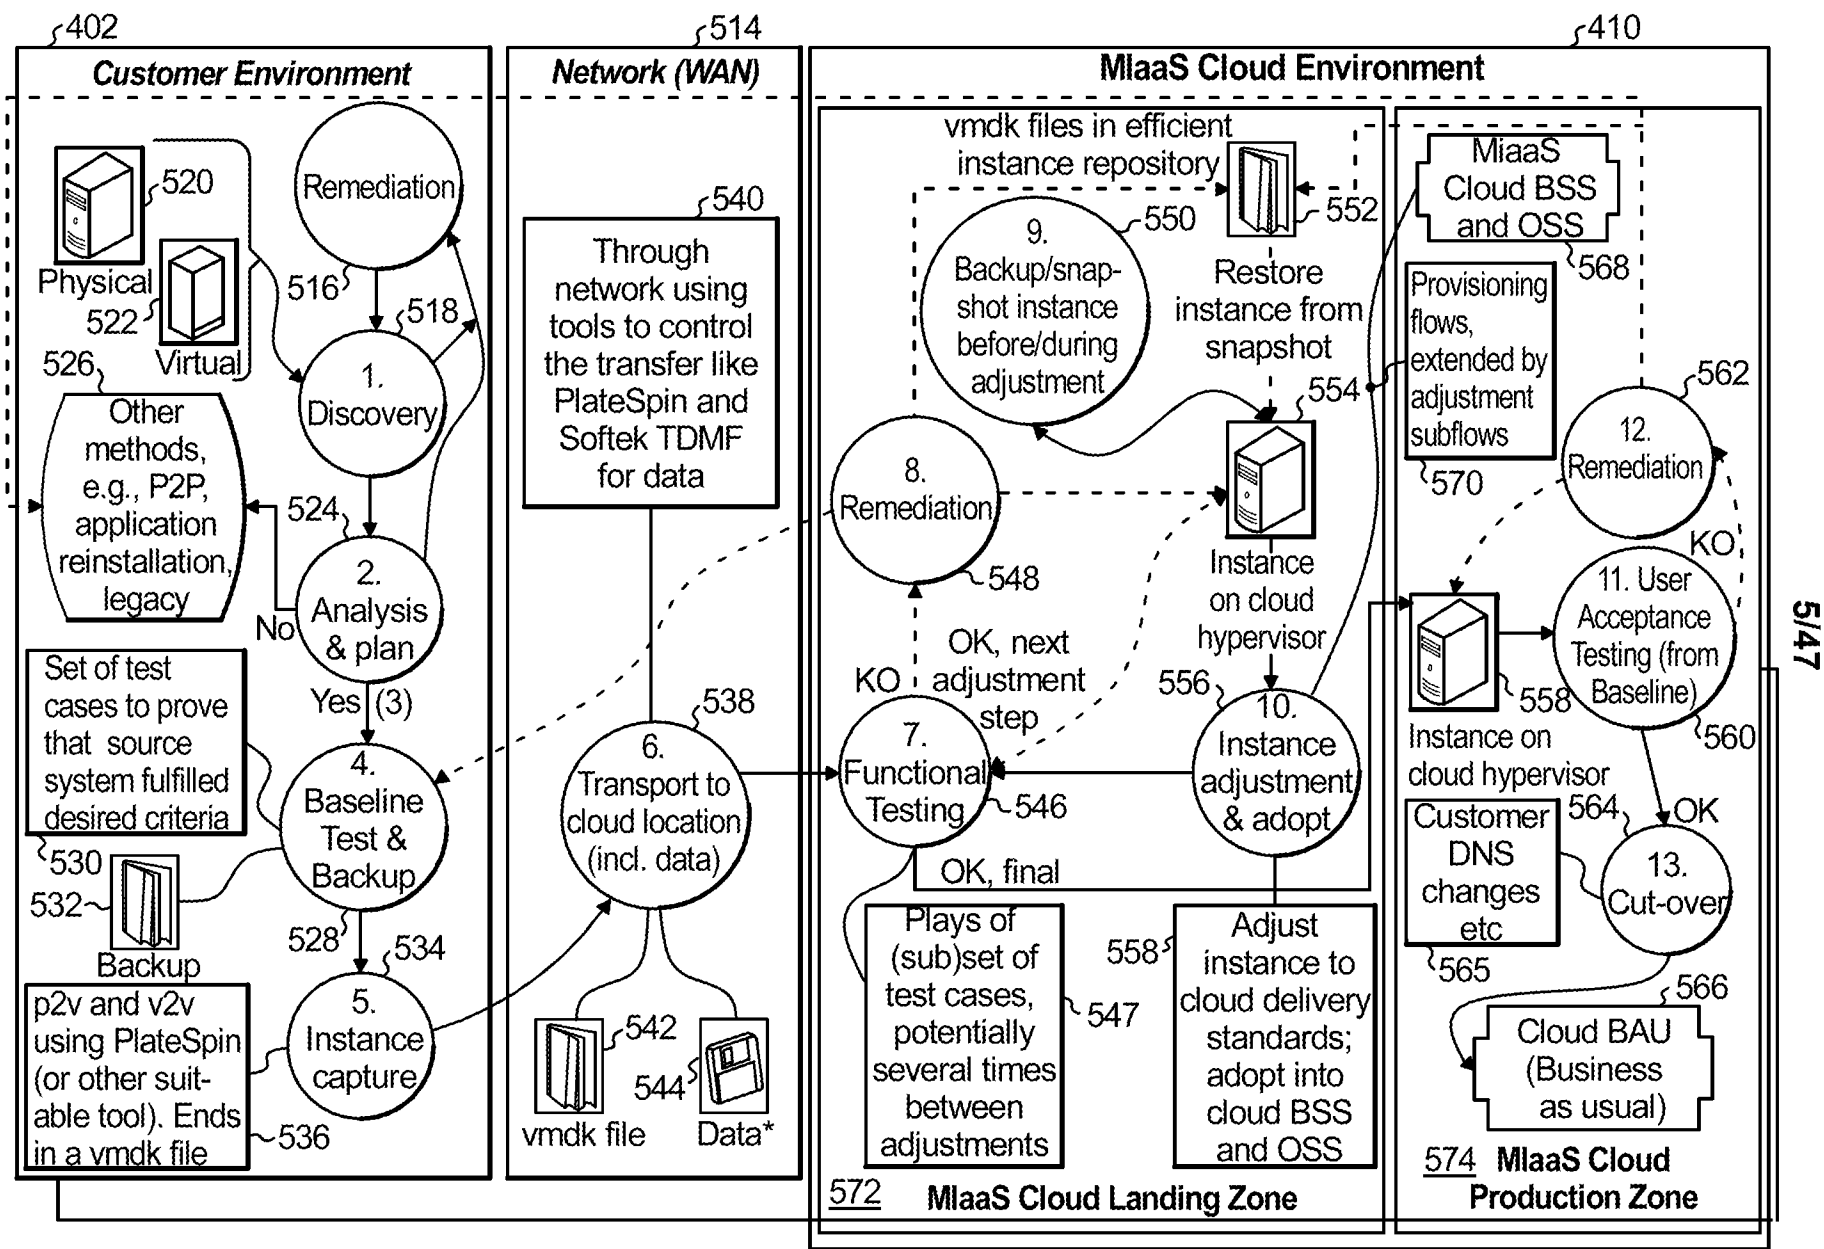 402
514
410
Customer Environment
Network (WAN)
MIaaS Cloud Environment
520
Physical
522
Virtual
Remediation
516
518
1.
Discovery
526
Other
methods,
e.g., P2P,
application
reinstallation,
legacy
524
2.
Analysis
& plan
No
Yes (3)
Set of test
cases to prove
that source
system fulfilled
desired criteria
530
532
Backup
4.
Baseline
Test &
Backup
528
534
5.
Instance
capture
p2v and v2v
using PlateSpin
(or other suit-
able tool). Ends
in a vmdk file
536
540
Through
network using
tools to control
the transfer like
PlateSpin and
Softek TDMF
for data
538
6.
Transport to
cloud location
(incl. data)
542
vmdk file
544
Data*
vmdk files in efficient
instance repository
552
550
9.
Backup/snap-
shot instance
before/during
adjustment
Restore
instance from
snapshot
554
8.
Remediation
548
Instance
on cloud
hypervisor
KO
OK, next
adjustment
step
7.
Functional
Testing
546
556
10.
Instance
adjustment
& adopt
OK, final
Plays of
(sub)set of
test cases,
potentially
several times
between
adjustments
547
558
Adjust
instance to
cloud delivery
standards;
adopt into
cloud BSS
and OSS
572
MIaaS Cloud Landing Zone
MiaaS
Cloud BSS
and OSS
568
Provisioning
flows,
extended by
adjustment
subflows
570
562
12.
Remediation
KO
11. User
Acceptance
Testing (from
Baseline)
560
558
Instance on
cloud hypervisor
564
OK
Customer
DNS
changes
etc
565
13.
Cut-over
566
Cloud BAU
(Business
as usual)
574 MIaaS Cloud
Production Zone
5/47